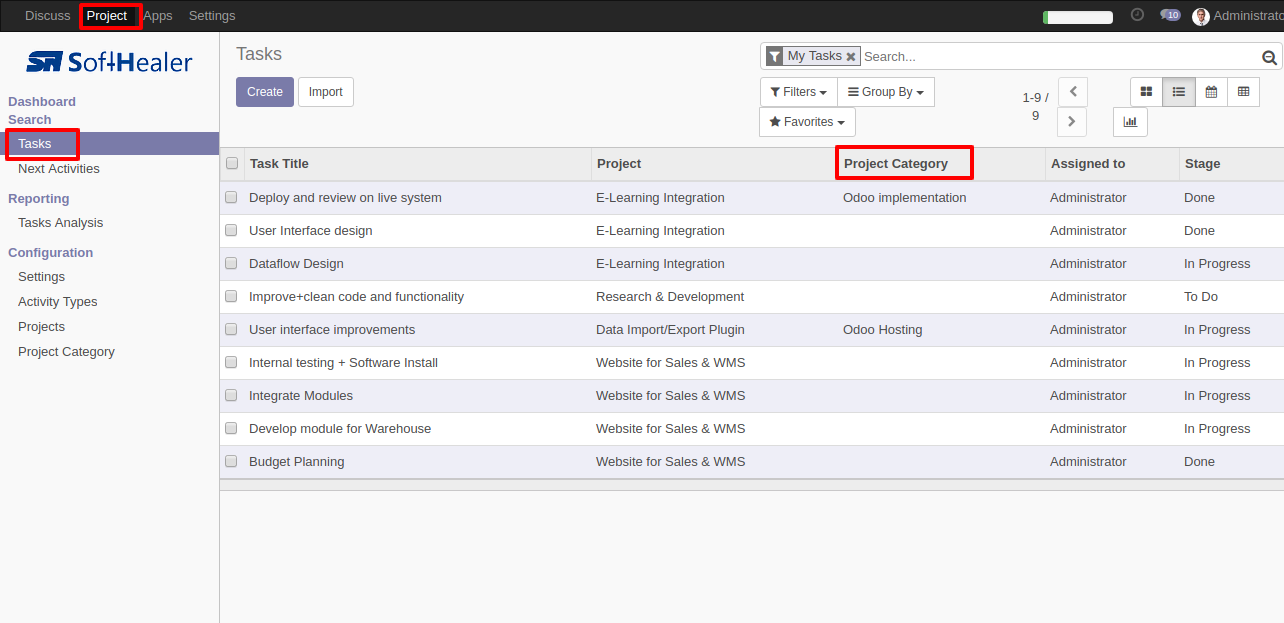 Discuss Project Apps Settings 10 Administrato
SoftHealer
Dashboard
Search
Tasks
Next Activities
Reporting
Tasks Analysis
Configuration
Settings
Activity Types
Projects
Project Category
Tasks
My Tasks Search...
Create Import
Filters Group By
Favorites
1-9 /
9
Task Title Project Project Category Assigned to Stage
Deploy and review on live system E-Learning Integration Odoo implementation Administrator Done
User Interface design E-Learning Integration Administrator Done
Dataflow Design E-Learning Integration Administrator In Progress
Improve+clean code and functionality Research & Development Administrator To Do
User interface improvements Data Import/Export Plugin Odoo Hosting Administrator In Progress
Internal testing + Software Install Website for Sales & WMS Administrator In Progress
Integrate Modules Website for Sales & WMS Administrator In Progress
Develop module for Warehouse Website for Sales & WMS Administrator In Progress
Budget Planning Website for Sales & WMS Administrator Done